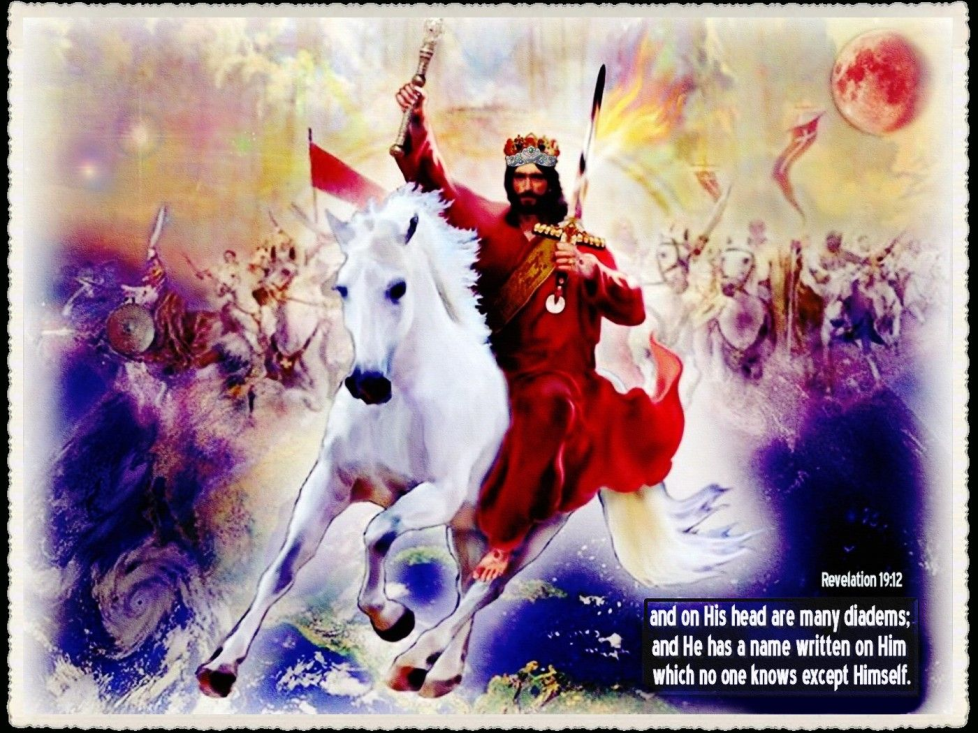 Revelation 19:12
and on His head are many diadems;
and He has a name written on Him
which no one knows except Himself.